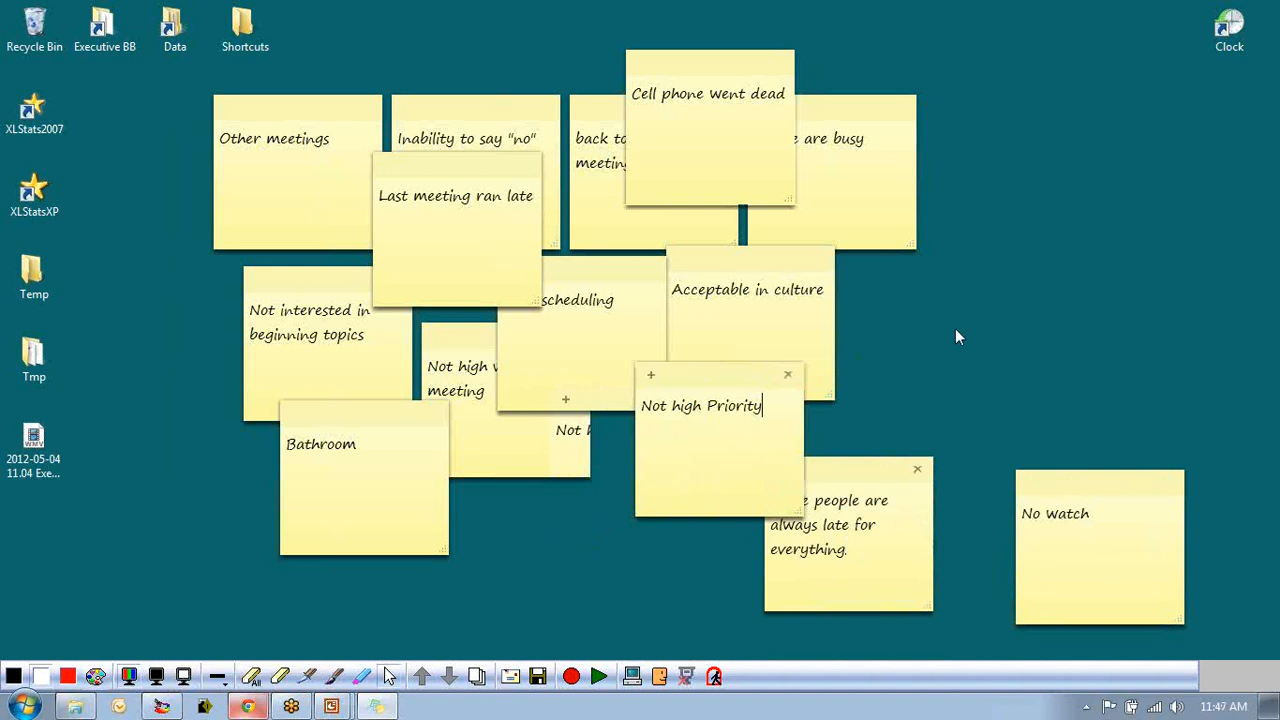 Recycle Bin
Executive BB
Data
Shortcuts
Clock
XLStats2007
XLStatsXP
Temp
Tmp
2012-05-04
11.04 Exe...
Cell phone went dead
Other meetings
Inability to say "no"
back to
are busy
Last meeting ran late
scheduling
Acceptable in culture
Not interested in
beginning topics
Not high
meeting
Not high Priority
Not
Bathroom
people are
always late for
everything.
No watch
All
11:47 AM